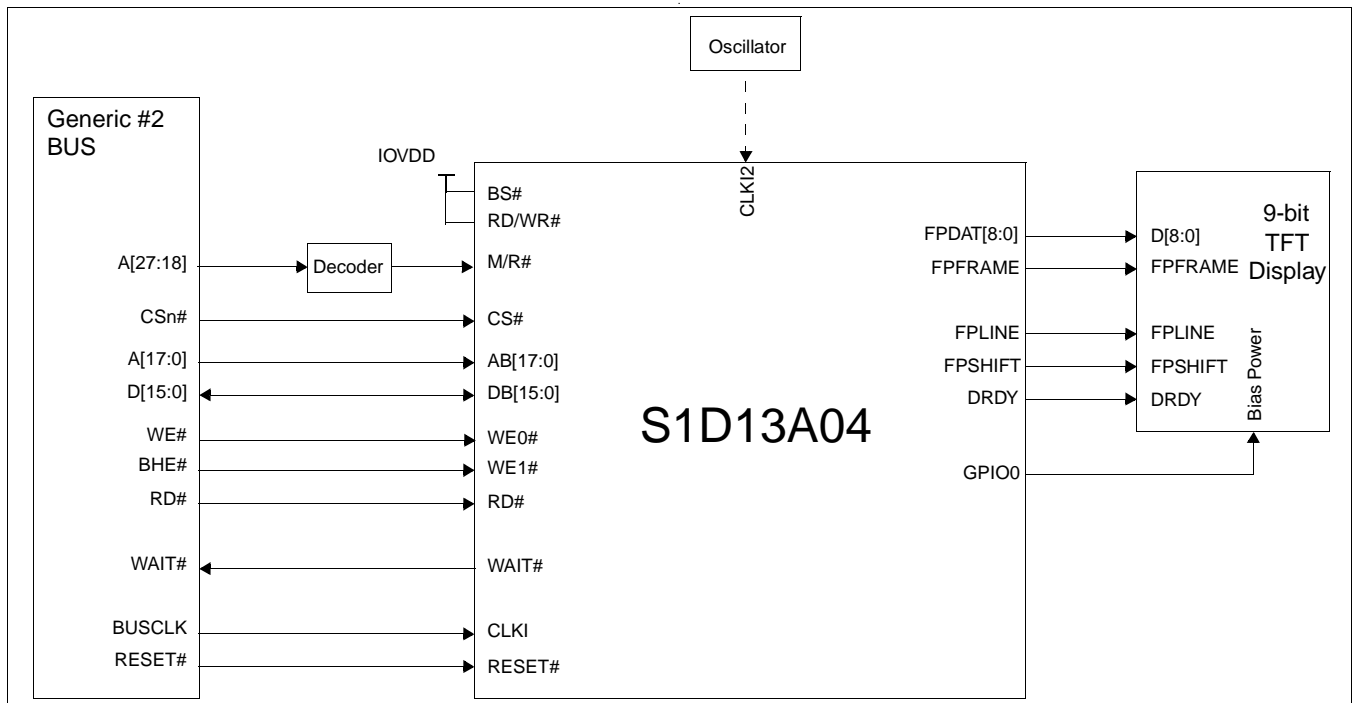 Oscillator
Generic #2
BUS
IOVDD
CLKI2
BS#
RD/WR#
A[27:18]
Decoder
M/R#
CSn#
CS#
A[17:0]
AB[17:0]
D[15:0]
DB[15:0]
WE#
WE0#
BHE#
WE1#
RD#
RD#
WAIT#
WAIT#
BUSCLK
CLKI
RESET#
RESET#
S1D13A04
FPDAT[8:0]
FPFRAME
FPLINE
FPSHIFT
DRDY
GPIO0
9-bit
TFT
Display
D[8:0]
FPFRAME
FPLINE
FPSHIFT
DRDY
Bias Power